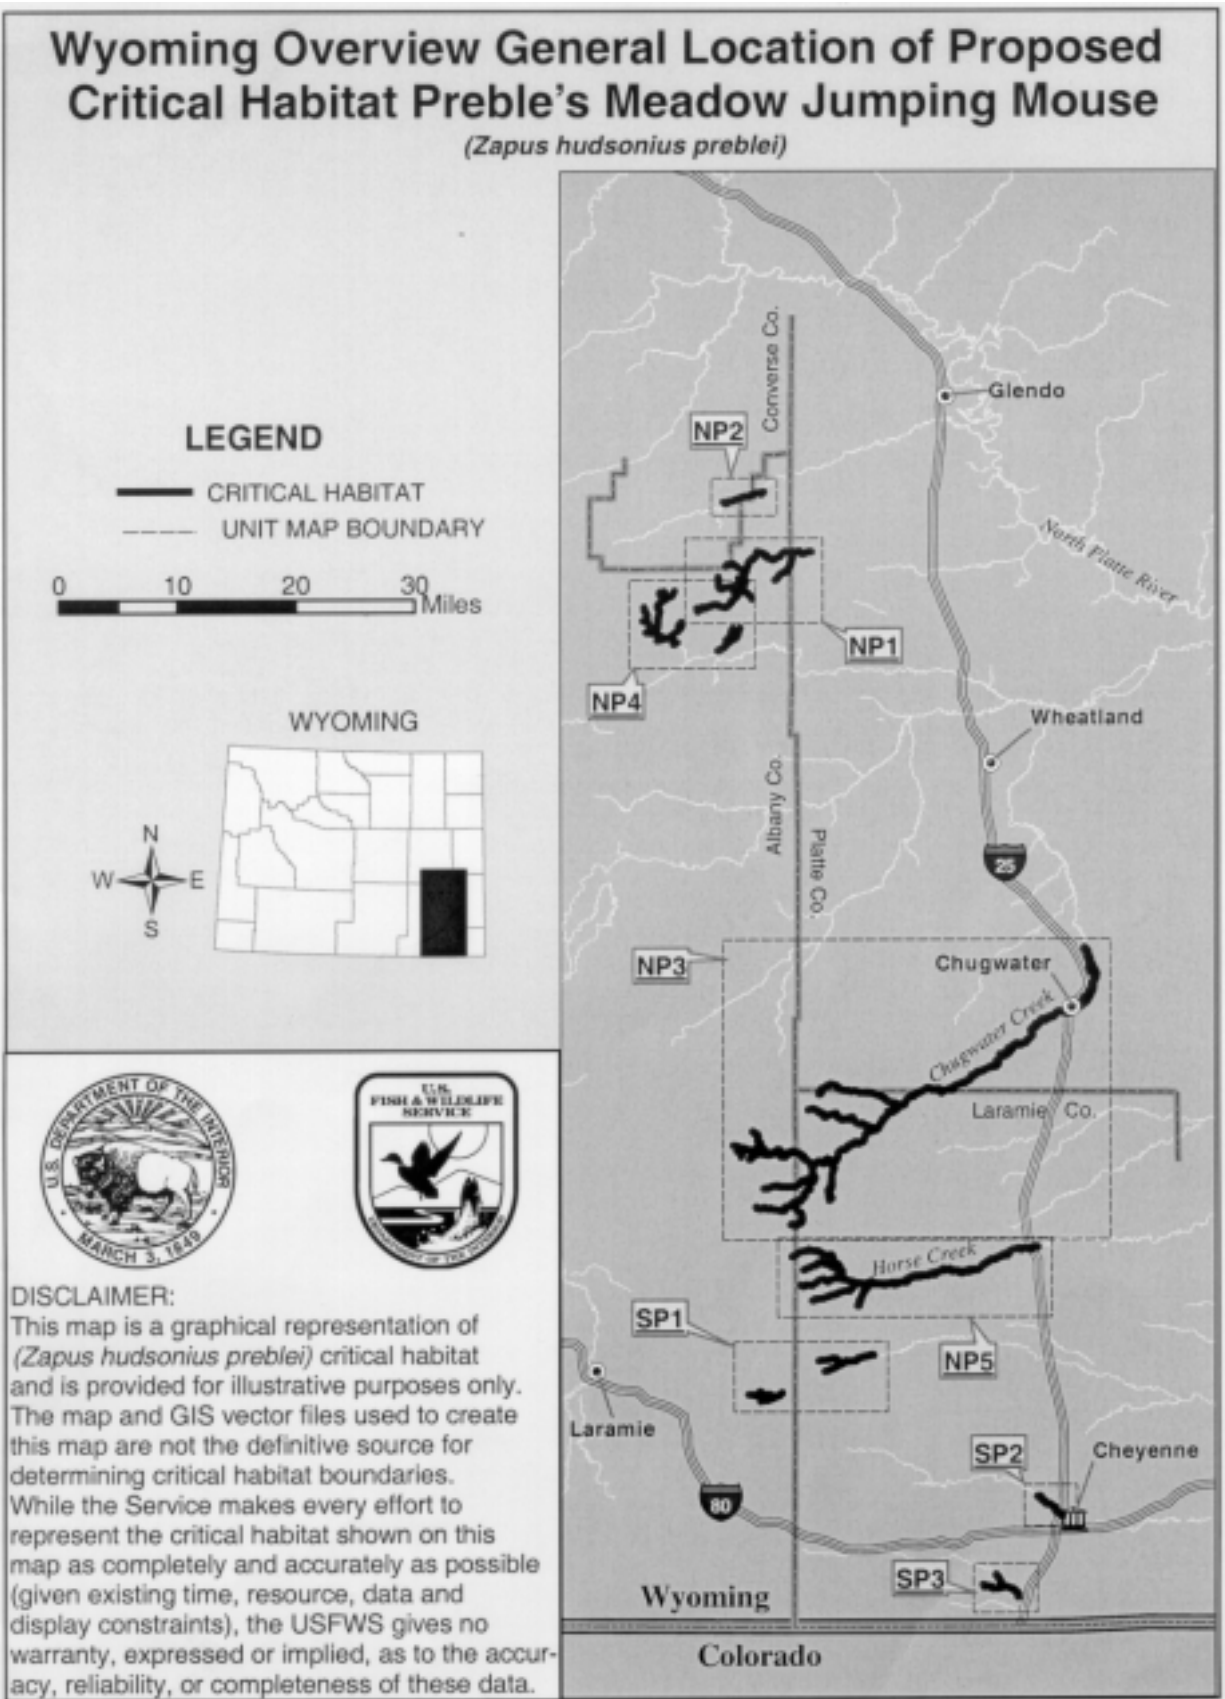 Wyoming Overview General Location of Proposed
Critical Habitat Preble's Meadow Jumping Mouse
(Zapus hudsonius preblei)
LEGEND
CRITICAL HABITAT
UNIT MAP BOUNDARY
0 10 20 30
Miles
WYOMING
N
W E
S
Converse Co.
Glendo
NP2
North Platte River
NP1
NP4
Wheatland
Albany Co.
Platte Co.
25
NP3
Chugwater
Chugwater Creek
Laramie Co.
Horse Creek
SP1
NP5
Laramie
SP2
Cheyenne
80
SP3
Wyoming
Colorado
U.S. DEPARTMENT OF THE INTERIOR
MARCH 3, 1849
U.S.
FISH & WILDLIFE
SERVICE
DEPARTMENT OF THE INTERIOR
DISCLAIMER:
This map is a graphical representation of
(Zapus hudsonius preblei) critical habitat
and is provided for illustrative purposes only.
The map and GIS vector files used to create
this map are not the definitive source for
determining critical habitat boundaries.
While the Service makes every effort to
represent the critical habitat shown on this
map as completely and accurately as possible
(given existing time, resource, data and
display constraints), the USFWS gives no
warranty, expressed or implied, as to the accur-
acy, reliability, or completeness of these data.